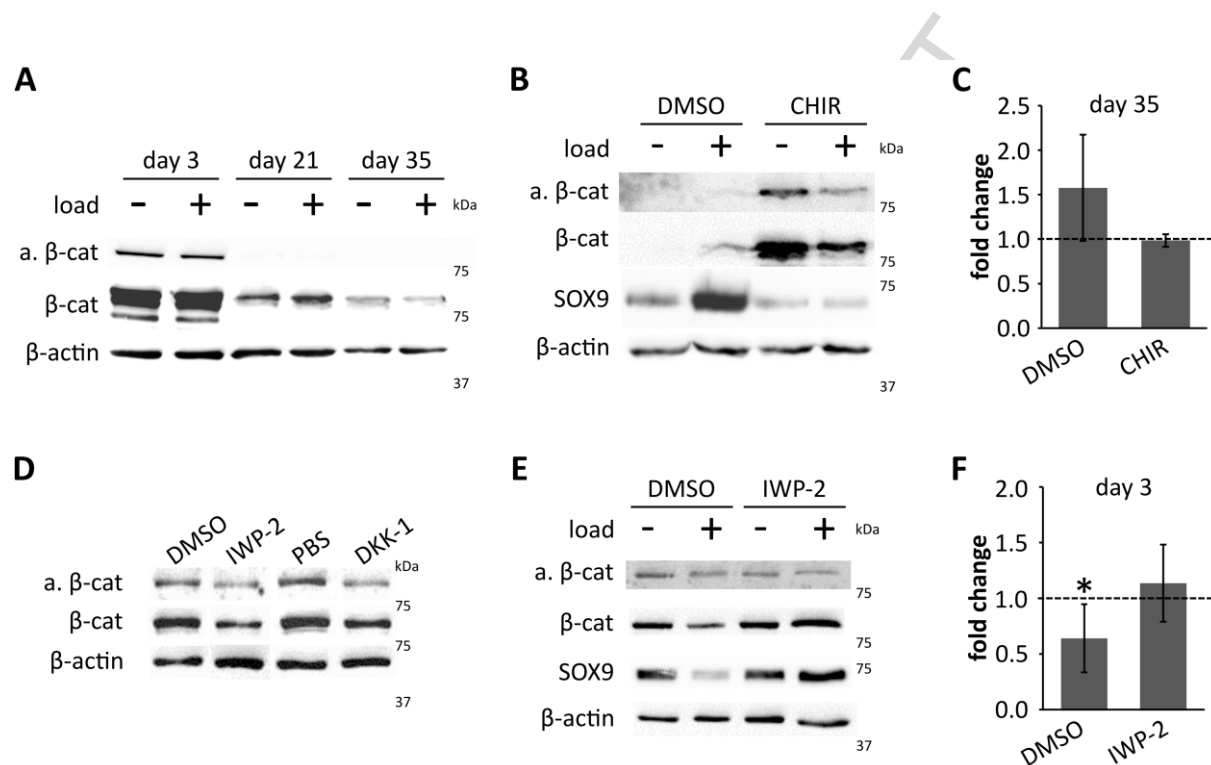 A
day 3 day 21 day 35
load - + - + - + kDa
a. β-cat
75
β-cat
75
β-actin
37
B
DMSO CHIR
load - + - + kDa
a. β-cat
75
β-cat
75
SOX9
75
β-actin
37
C
day 35
fold change
2.5
2.0
1.5
1.0
0.5
0.0
DMSO CHIR
D
DMSO IWP-2 PBS DKK-1
kDa
a. β-cat
75
β-cat
75
β-actin
37
E
DMSO IWP-2
load - + - + kDa
a. β-cat
75
β-cat
75
SOX9
75
β-actin
37
F
day 3
fold change
2.0
1.5
1.0
0.5
0.0
*
DMSO IWP-2
T